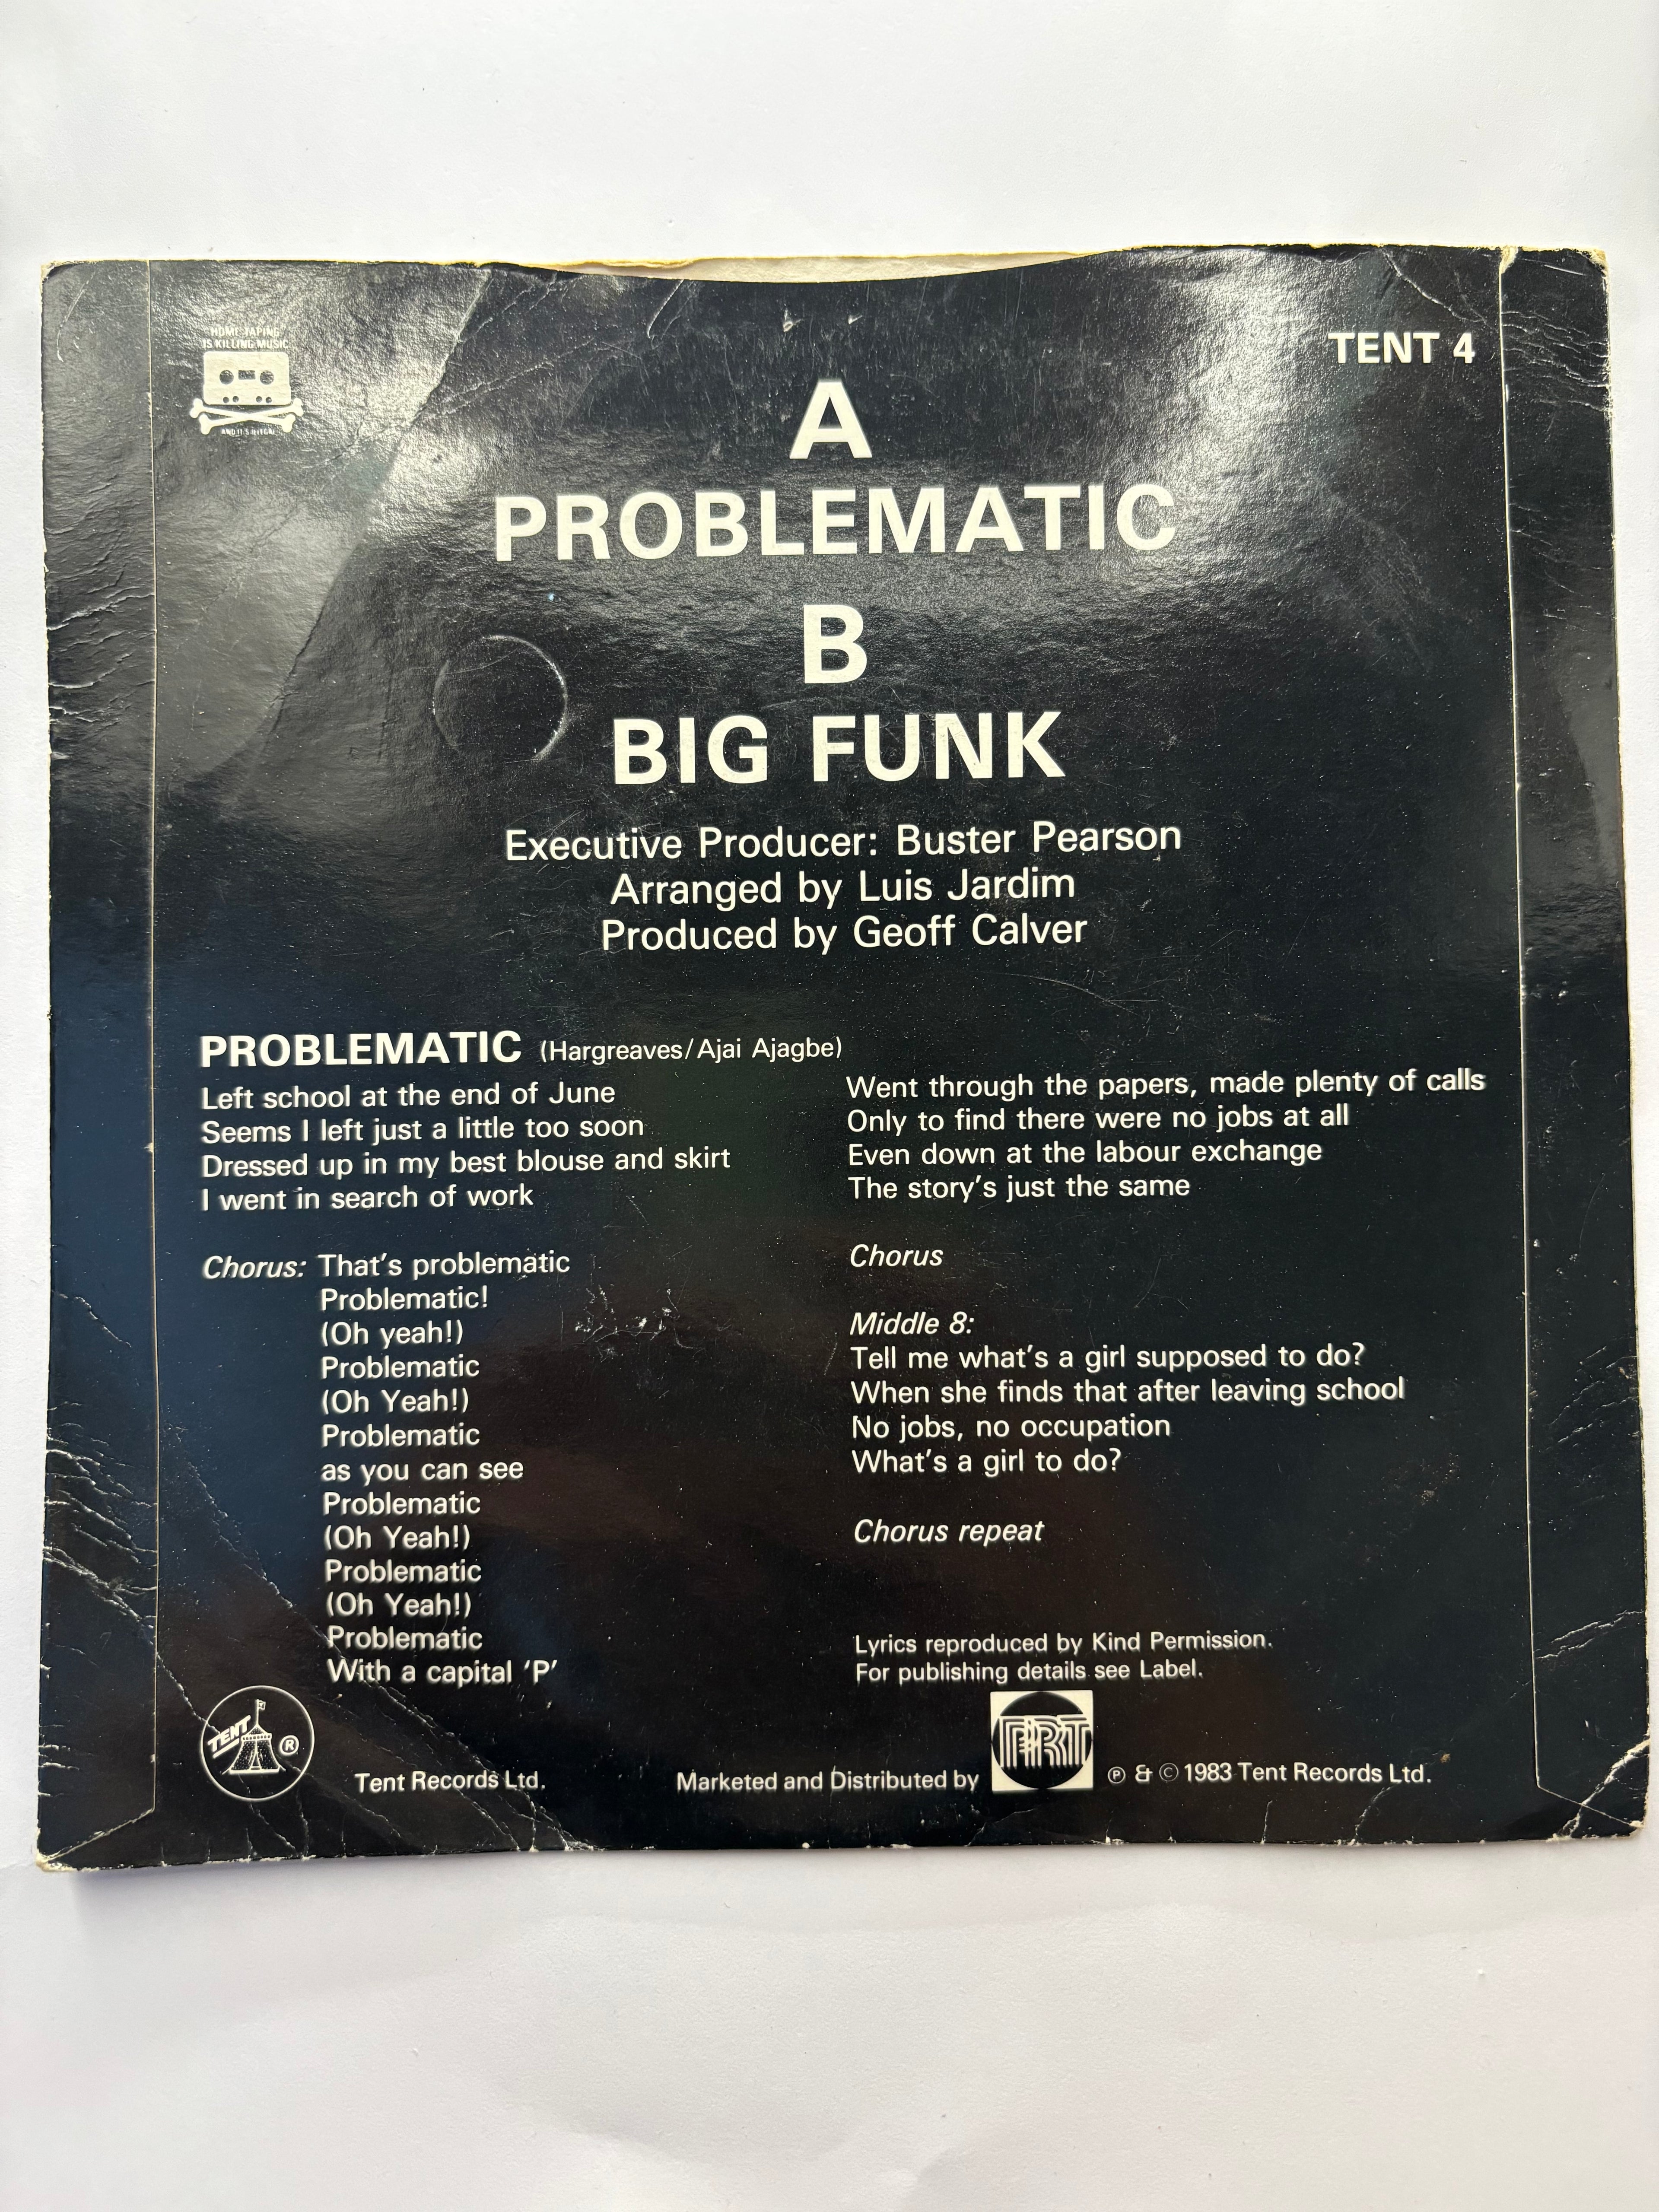 HOME TAPING
IS KILLING MUSIC
AND IT'S ILLEGAL
TENT 4
A
PROBLEMATIC
B
BIG FUNK
Executive Producer: Buster Pearson
Arranged by Luis Jardim
Produced by Geoff Calver
PROBLEMATIC (Hargreaves/Ajai Ajagbe)
Left school at the end of June
Seems I left just a little too soon
Dressed up in my best blouse and skirt
I went in search of work
Chorus: That's problematic
Problematic!
(Oh yeah!)
Problematic
(Oh Yeah!)
Problematic
as you can see
Problematic
(Oh Yeah!)
Problematic
(Oh Yeah!)
Problematic
With a capital 'P'
Went through the papers, made plenty of calls
Only to find there were no jobs at all
Even down at the labour exchange
The story's just the same
Chorus
Middle 8:
Tell me what's a girl supposed to do?
When she finds that after leaving school
No jobs, no occupation
What's a girl to do?
Chorus repeat
Lyrics reproduced by Kind Permission.
For publishing details see Label.
TENT ®
Tent Records Ltd.
Marketed and Distributed by PRT ℗ & © 1983 Tent Records Ltd.